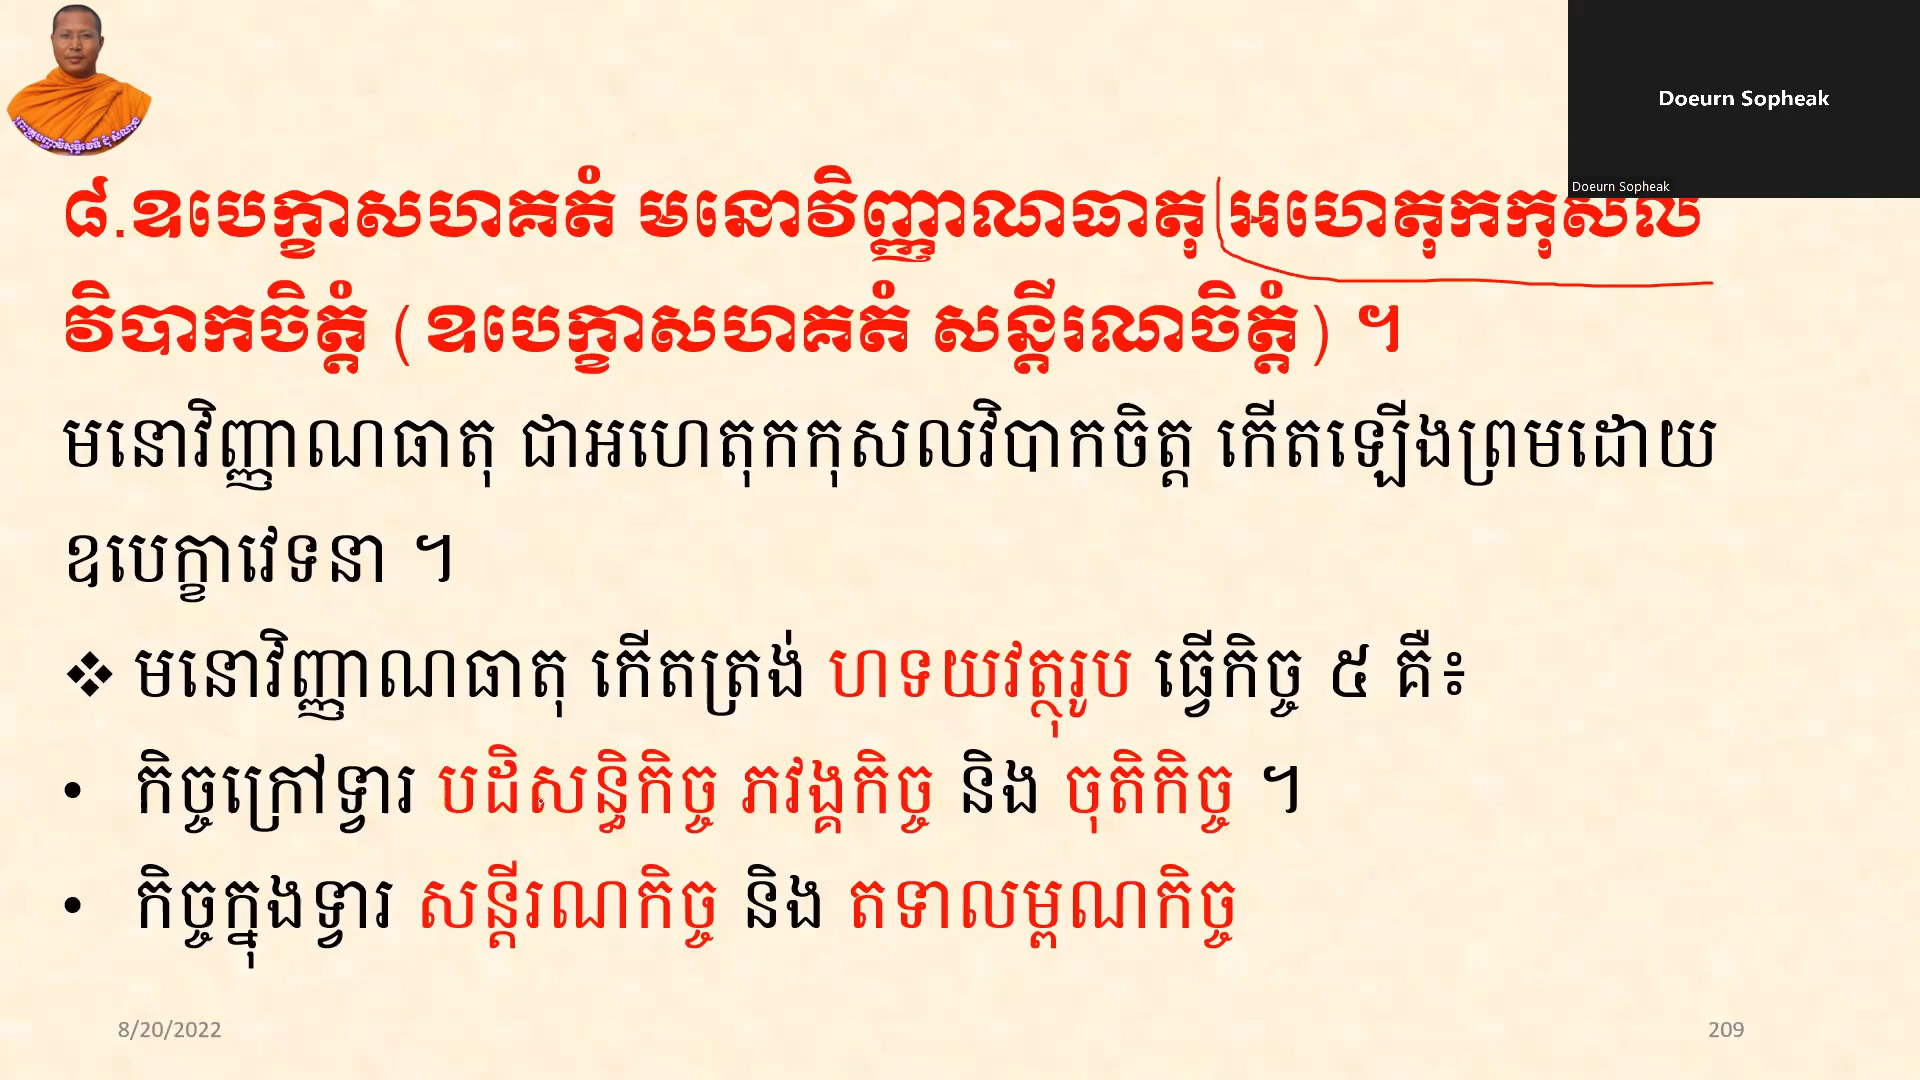 Doeurn Sopheak
Doeurn Sopheak
៨.ឧបេក្ខាសហគតំ មនោវិញ្ញាណធាតុ អហេតុកកុសល
វិបាកចិត្តំ (ឧបេក្ខាសហគតំ សន្តីរណចិត្តំ) ។
មនោវិញ្ញាណធាតុ ជាអហេតុកកុសលវិបាកចិត្ត កើតឡើងព្រមដោយ
ឧបេក្ខាវេទនា ។
❖ មនោវិញ្ញាណធាតុ កើតត្រង់ ហទយវត្ថុរូប ធ្វើកិច្ច ៥ គឺ៖
• កិច្ចក្រៅទ្វារ បដិសន្ធិកិច្ច ភវង្គកិច្ច និង ចុតិកិច្ច ។
• កិច្ចក្នុងទ្វារ សន្តីរណកិច្ច និង តទាលម្ពណកិច្ច
8/20/2022
209